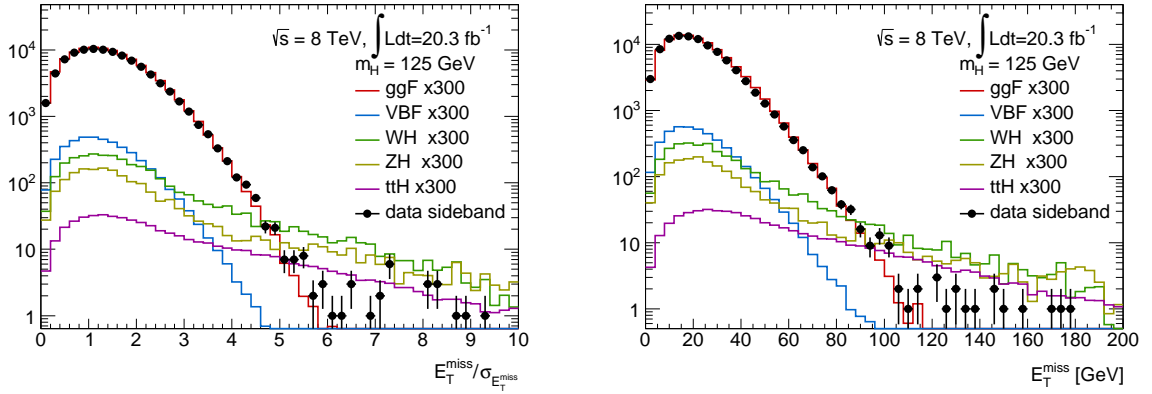 √s = 8 TeV, ∫Ldt=20.3 fb⁻¹
m_H = 125 GeV
ggF x300
VBF x300
WH x300
ZH x300
ttH x300
data sideband
10⁴
10³
10²
10
1
0 1 2 3 4 5 6 7 8 9 10
E_T^miss/σ_{E_T^miss}
√s = 8 TeV, ∫Ldt=20.3 fb⁻¹
m_H = 125 GeV
ggF x300
VBF x300
WH x300
ZH x300
ttH x300
data sideband
10⁴
10³
10²
10
1
0 20 40 60 80 100 120 140 160 180 200
E_T^miss [GeV]